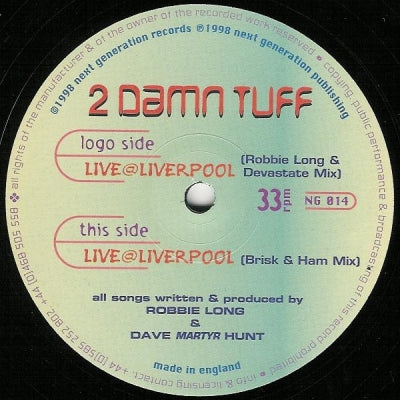 ❖ all rights of the manufacturer & of the owner of the recorded work reserved • copying, public performance & broadcasting of this record prohibited • info & licensing contact. +44 (0)585 252 802 +44 (0)468 505 558
©1998 next generation records ℗1998 next generation publishing
2 DAMN TUFF
logo side
LIVE@LIVERPOOL (Robbie Long & Devastate Mix)
33 rpm
NG 014
this side
LIVE@LIVERPOOL (Brisk & Ham Mix)
all songs written & produced by
ROBBIE LONG
&
DAVE MARTYR HUNT
made in england